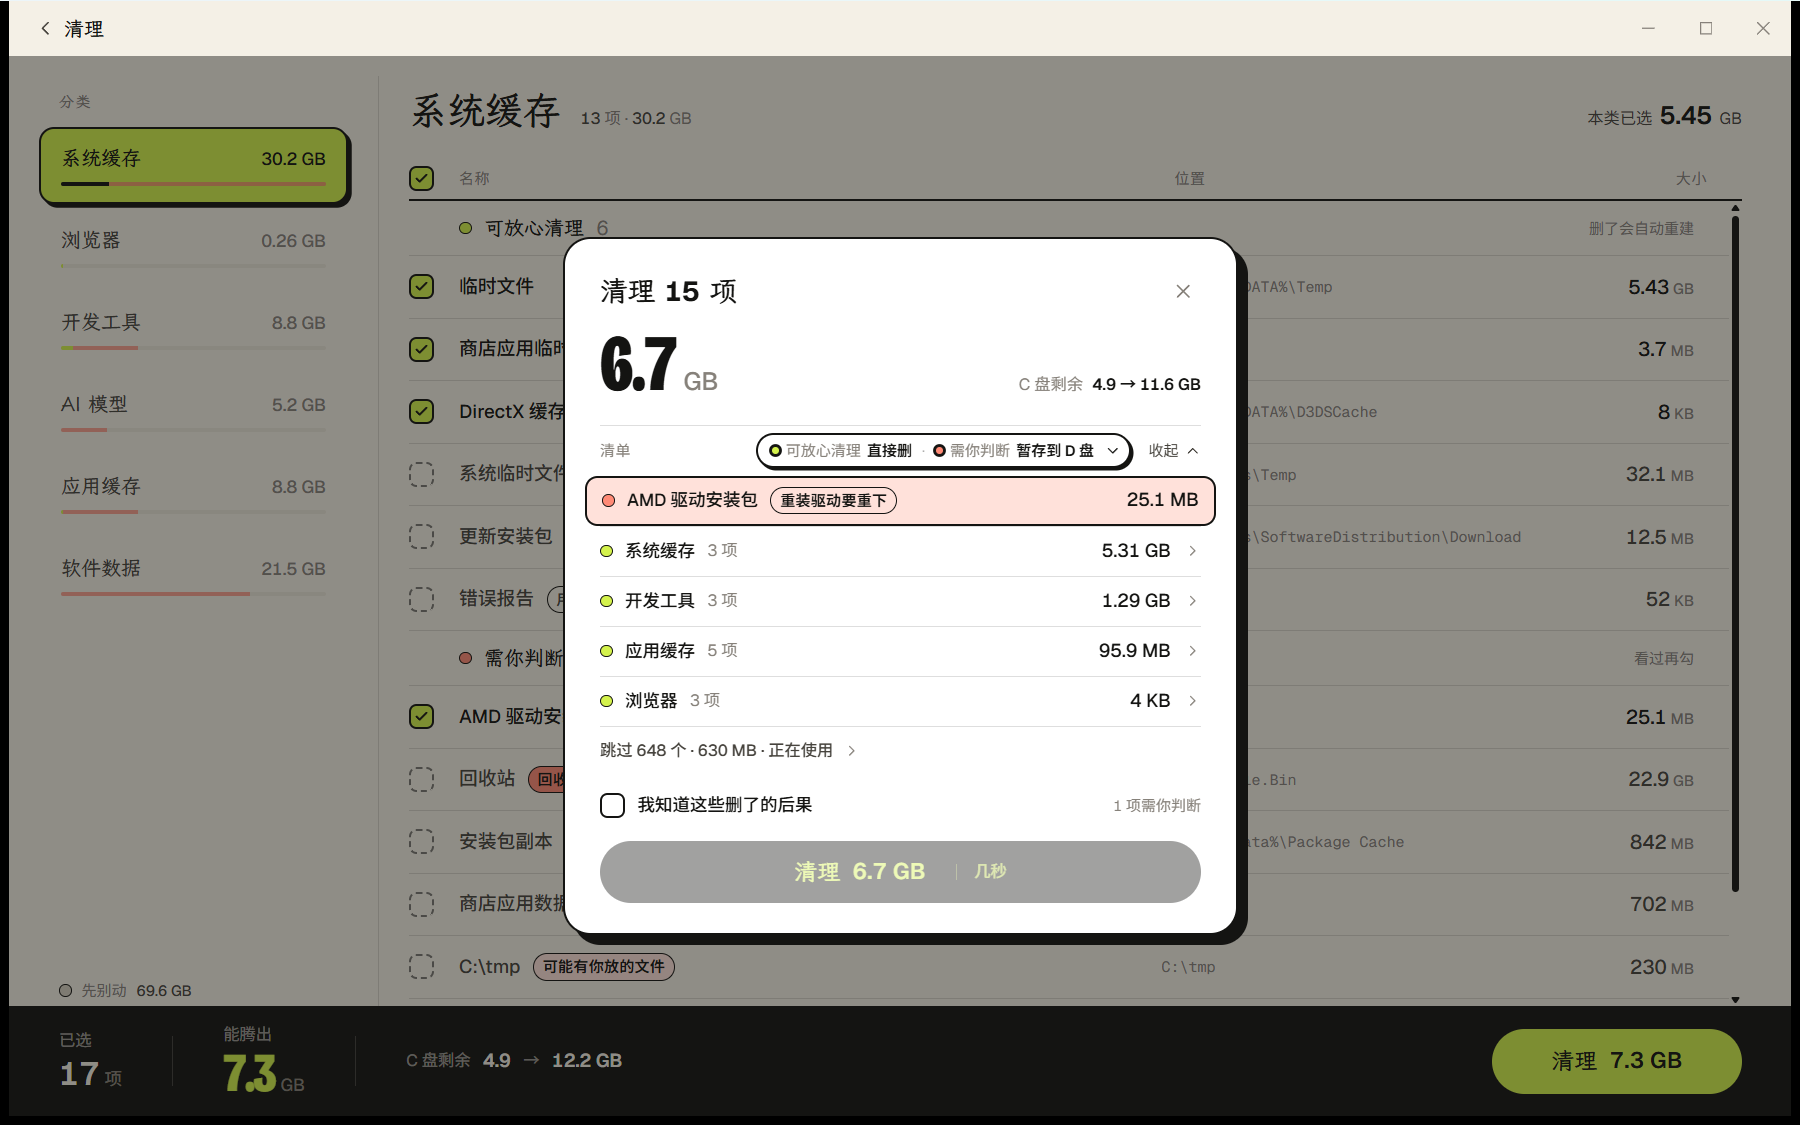 清理
分类
系统缓存 30.2 GB
浏览器 0.26 GB
开发工具 8.8 GB
AI 模型 5.2 GB
应用缓存 8.8 GB
软件数据 21.5 GB
先别动 69.6 GB
系统缓存 13 项 · 30.2 GB
本类已选 5.45 GB
名称 位置 大小
可放心清理 6 删了会自动重建
临时文件 DATA%\Temp 5.43 GB
商店应用临时 3.7 MB
DirectX 缓存 DATA%\D3DSCache 8 KB
系统临时文件 s\Temp 32.1 MB
更新安装包 s\SoftwareDistribution\Download 12.5 MB
错误报告 52 KB
需你判断 看过再勾
AMD 驱动安 25.1 MB
回收站 回收 le.Bin 22.9 GB
安装包副本 ata%\Package Cache 842 MB
商店应用数据 702 MB
C:\tmp 可能有你放的文件 C:\tmp 230 MB
清理 15 项
6.7 GB
C 盘剩余 4.9 → 11.6 GB
清单 可放心清理 直接删 · 需你判断 暂存到 D 盘 收起
AMD 驱动安装包 重装驱动要重下 25.1 MB
系统缓存 3 项 5.31 GB
开发工具 3 项 1.29 GB
应用缓存 5 项 95.9 MB
浏览器 3 项 4 KB
跳过 648 个 · 630 MB · 正在使用
我知道这些删了的后果 1 项需你判断
清理 6.7 GB 几秒
已选
17 项
能腾出
7.3 GB
C 盘剩余 4.9 → 12.2 GB
清理 7.3 GB